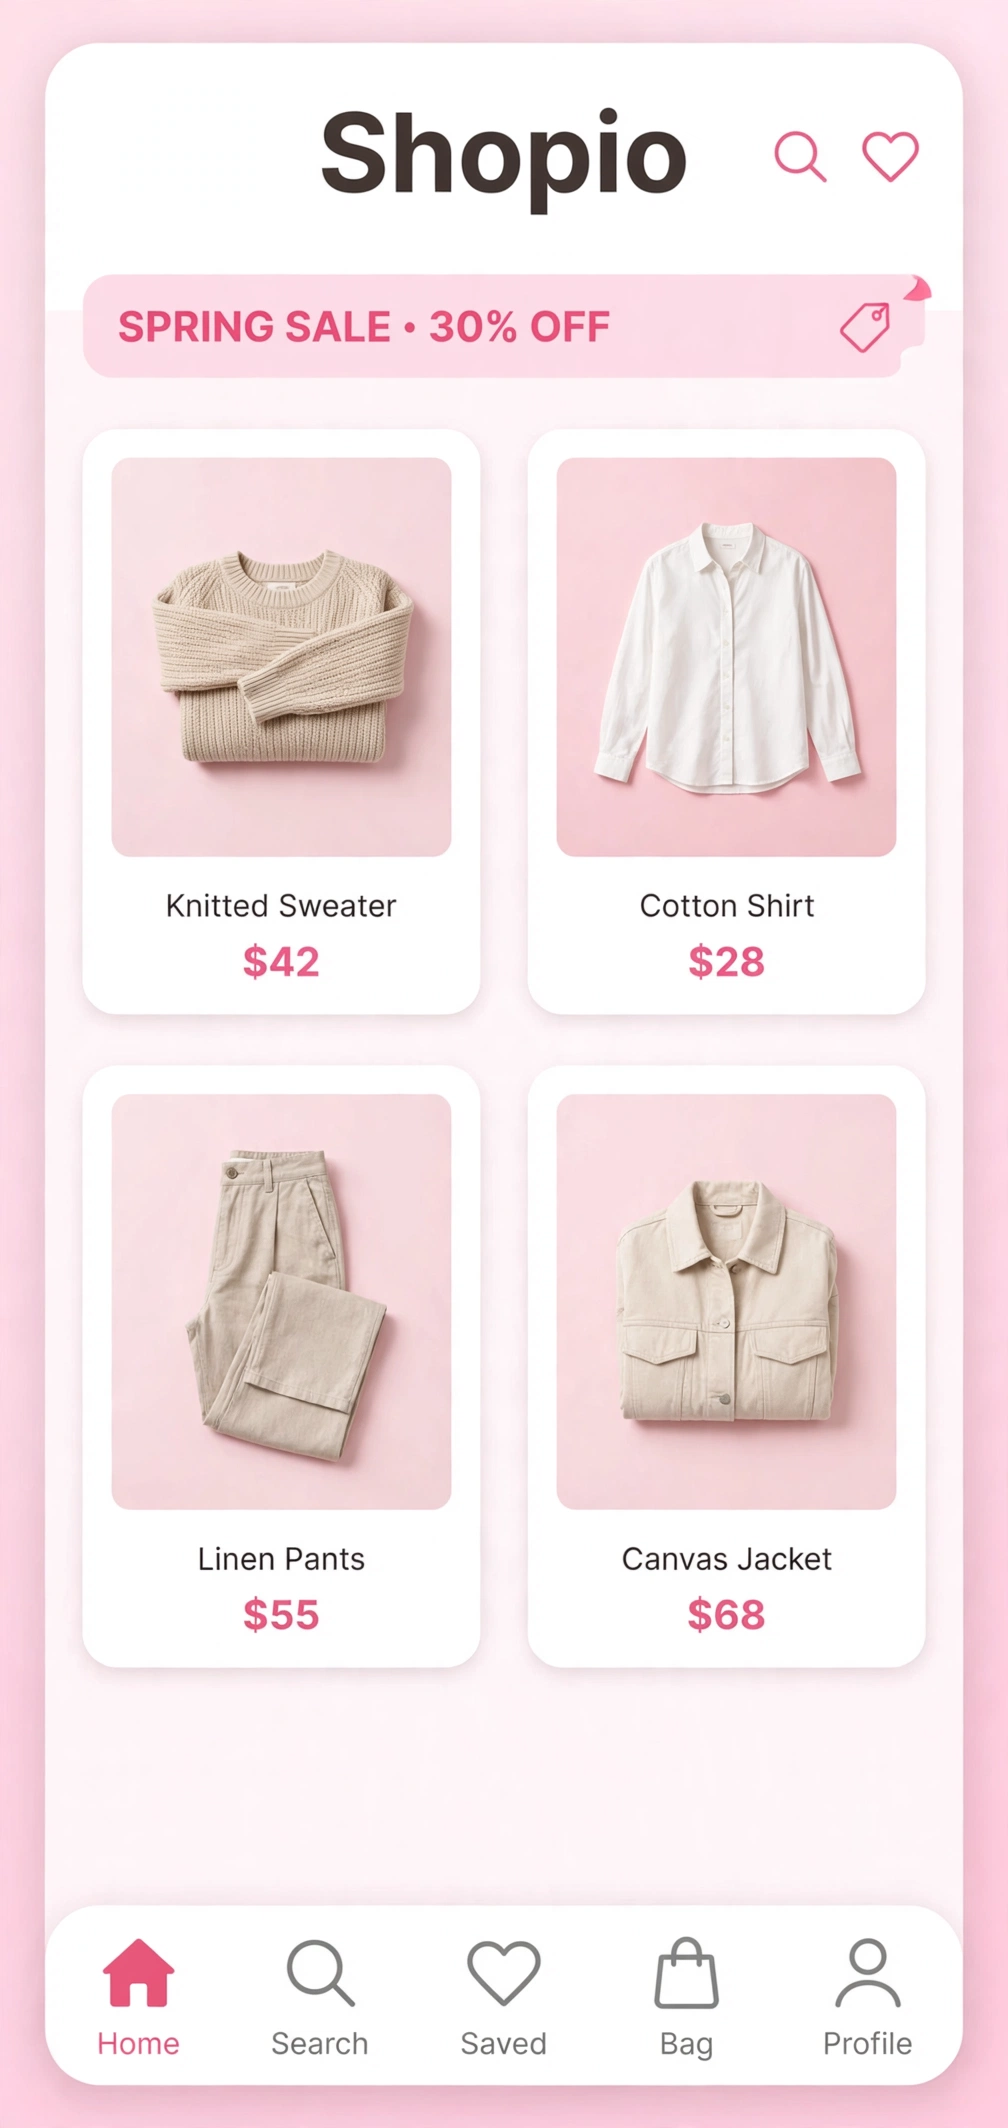 Shopio
SPRING SALE • 30% OFF
Knitted Sweater
$42
Cotton Shirt
$28
Linen Pants
$55
Canvas Jacket
$68
Home
Search
Saved
Bag
Profile